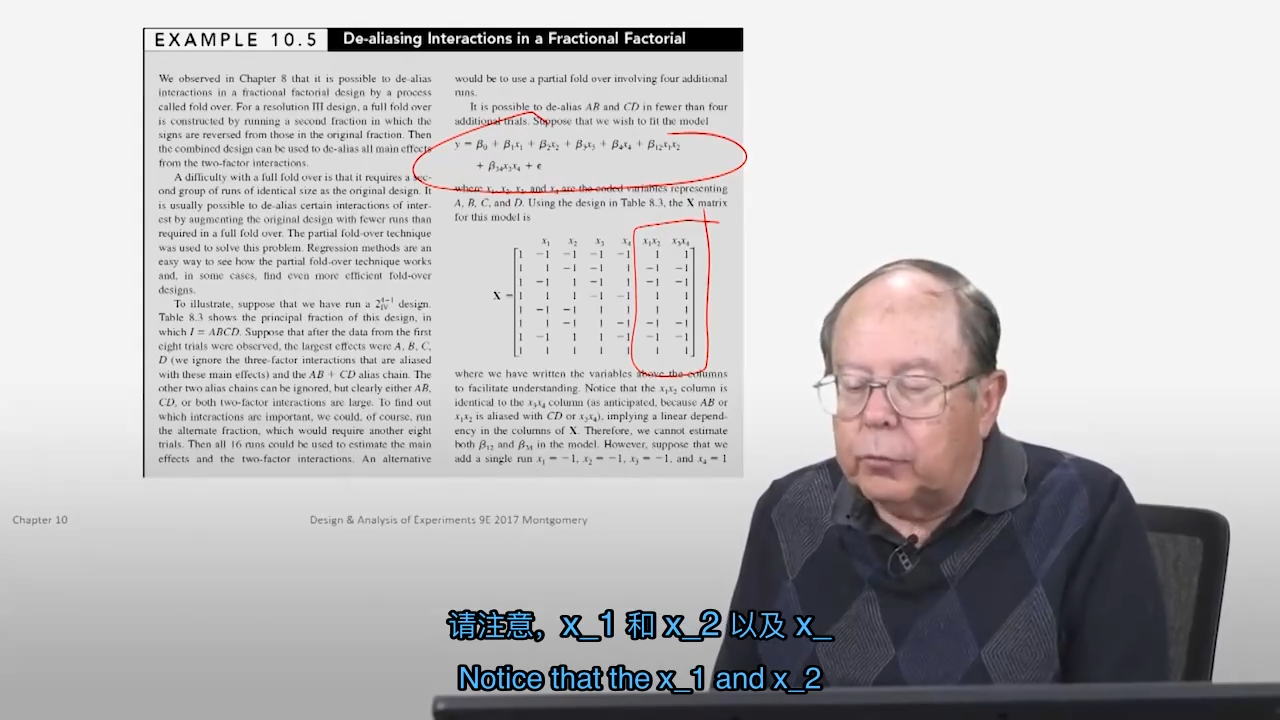 EXAMPLE 10.5 De-aliasing Interactions in a Fractional Factorial
We observed in Chapter 8 that it is possible to de-alias
interactions in a fractional factorial design by a process
called fold over. For a resolution III design, a full fold over
is constructed by running a second fraction in which the
signs are reversed from those in the original fraction. Then
the combined design can be used to de-alias all main effects
from the two-factor interactions.
A difficulty with a full fold over is that it requires a sec-
ond group of runs of identical size as the original design. It
is usually possible to de-alias certain interactions of inter-
est by augmenting the original design with fewer runs than
required in a full fold over. The partial fold-over technique
was used to solve this problem. Regression methods are an
easy way to see how the partial fold-over technique works
and, in some cases, find even more efficient fold-over
designs.
To illustrate, suppose that we have run a 2⁴⁻¹_IV design.
Table 8.3 shows the principal fraction of this design, in
which I = ABCD. Suppose that after the data from the first
eight trials were observed, the largest effects were A, B, C,
D (we ignore the three-factor interactions that are aliased
with these main effects) and the AB + CD alias chain. The
other two alias chains can be ignored, but clearly either AB,
CD, or both two-factor interactions are large. To find out
which interactions are important, we could, of course, run
the alternate fraction, which would require another eight
trials. Then all 16 runs could be used to estimate the main
effects and the two-factor interactions. An alternative
would be to use a partial fold over involving four additional
runs.
It is possible to de-alias AB and CD in fewer than four
additional trials. Suppose that we wish to fit the model
y = β₀ + β₁x₁ + β₂x₂ + β₃x₃ + β₄x₄ + β₁₂x₁x₂
+ β₃₄x₃x₄ + ϵ
where x₁, x₂, x₃, and x₄ are the coded variables representing
A, B, C, and D. Using the design in Table 8.3, the X matrix
for this model is
x₁ x₂ x₃ x₄ x₁x₂ x₃x₄
1 −1 −1 −1 −1 1 1
1 1 −1 −1 1 −1 −1
1 −1 1 −1 1 −1 −1
X = 1 1 1 −1 −1 1 1
1 −1 −1 1 1 1 1
1 1 −1 1 −1 −1 −1
1 −1 1 1 −1 −1 −1
1 1 1 1 1 1 1
where we have written the variables above the columns
to facilitate understanding. Notice that the x₁x₂ column is
identical to the x₃x₄ column (as anticipated, because AB or
x₁x₂ is aliased with CD or x₃x₄), implying a linear depend-
ency in the columns of X. Therefore, we cannot estimate
both β₁₂ and β₃₄ in the model. However, suppose that we
add a single run x₁ = −1, x₂ = −1, x₃ = −1, and x₄ = 1
Chapter 10
Design & Analysis of Experiments 9E 2017 Montgomery
请注意，x_1 和 x_2 以及 x_
Notice that the x_1 and x_2